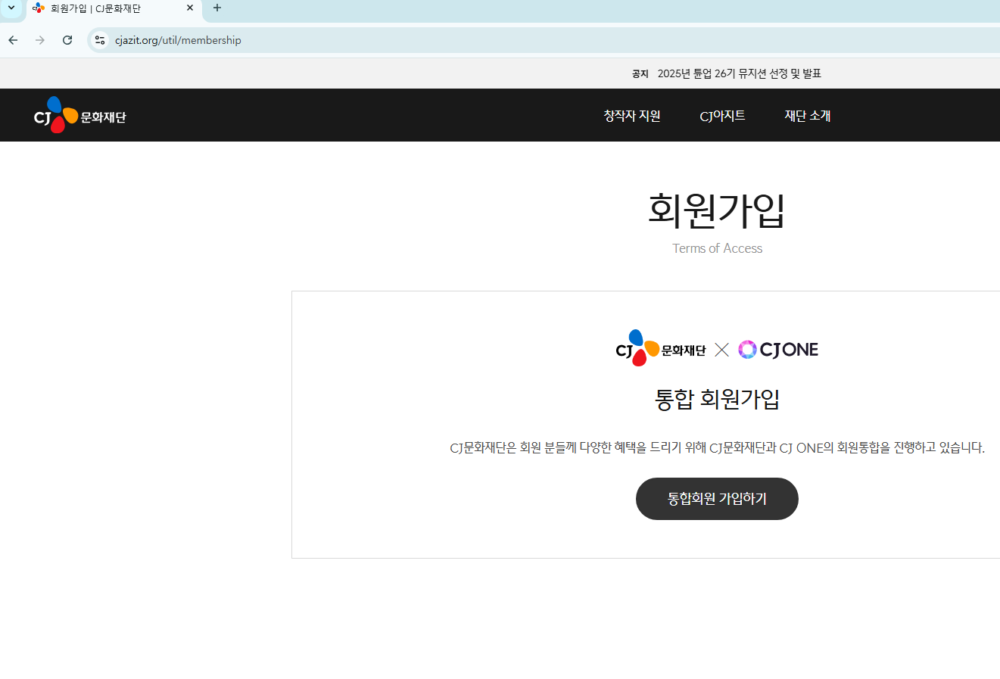 회원가입 | CJ문화재단
cjazit.org/util/membership
공지 2025년 튠업 26기 뮤지션 선정 및 발표
CJ 문화재단
창작자 지원 CJ아지트 재단 소개
회원가입
Terms of Access
CJ 문화재단 CJ ONE
통합 회원가입
CJ문화재단은 회원 분들께 다양한 혜택을 드리기 위해 CJ문화재단과 CJ ONE의 회원통합을 진행하고 있습니다.
통합회원 가입하기